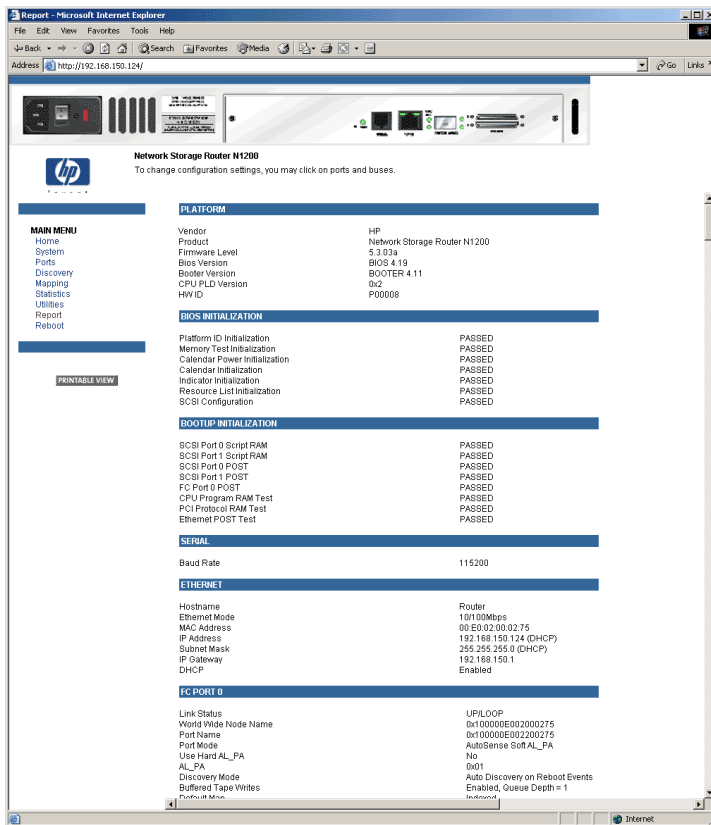 Report - Microsoft Internet Explorer
File Edit View Favorites Tools Help
Back Search Favorites Media
Address http://192.168.150.124/ Go Links
hp
Network Storage Router N1200
To change configuration settings, you may click on ports and buses.
MAIN MENU
Home
System
Ports
Discovery
Mapping
Statistics
Utilities
Report
Reboot
PRINTABLE VIEW
PLATFORM
Vendor HP
Product Network Storage Router N1200
Firmware Level 5.3.03a
Bios Version BIOS 4.19
Booter Version BOOTER 4.11
CPU PLD Version 0x2
HW ID P00008
BIOS INITIALIZATION
Platform ID Initialization PASSED
Memory Test Initialization PASSED
Calendar Power Initialization PASSED
Calendar Initialization PASSED
Indicator Initialization PASSED
Resource List Initialization PASSED
SCSI Configuration PASSED
BOOTUP INITIALIZATION
SCSI Port 0 Script RAM PASSED
SCSI Port 1 Script RAM PASSED
SCSI Port 0 POST PASSED
SCSI Port 1 POST PASSED
FC Port 0 POST PASSED
CPU Program RAM Test PASSED
PCI Protocol RAM Test PASSED
Ethernet POST Test PASSED
SERIAL
Baud Rate 115200
ETHERNET
Hostname Router
Ethernet Mode 10/100Mbps
MAC Address 00:E0:02:00:02:75
IP Address 192.168.150.124 (DHCP)
Subnet Mask 255.255.255.0 (DHCP)
IP Gateway 192.168.150.1
DHCP Enabled
FC PORT 0
Link Status UP/LOOP
World Wide Node Name 0x100000E002000275
Port Name 0x100000E002200275
Port Mode AutoSense Soft AL_PA
Use Hard AL_PA No
AL_PA 0x01
Discovery Mode Auto Discovery on Reboot Events
Buffered Tape Writes Enabled, Queue Depth = 1
Default Map Indexed
Internet